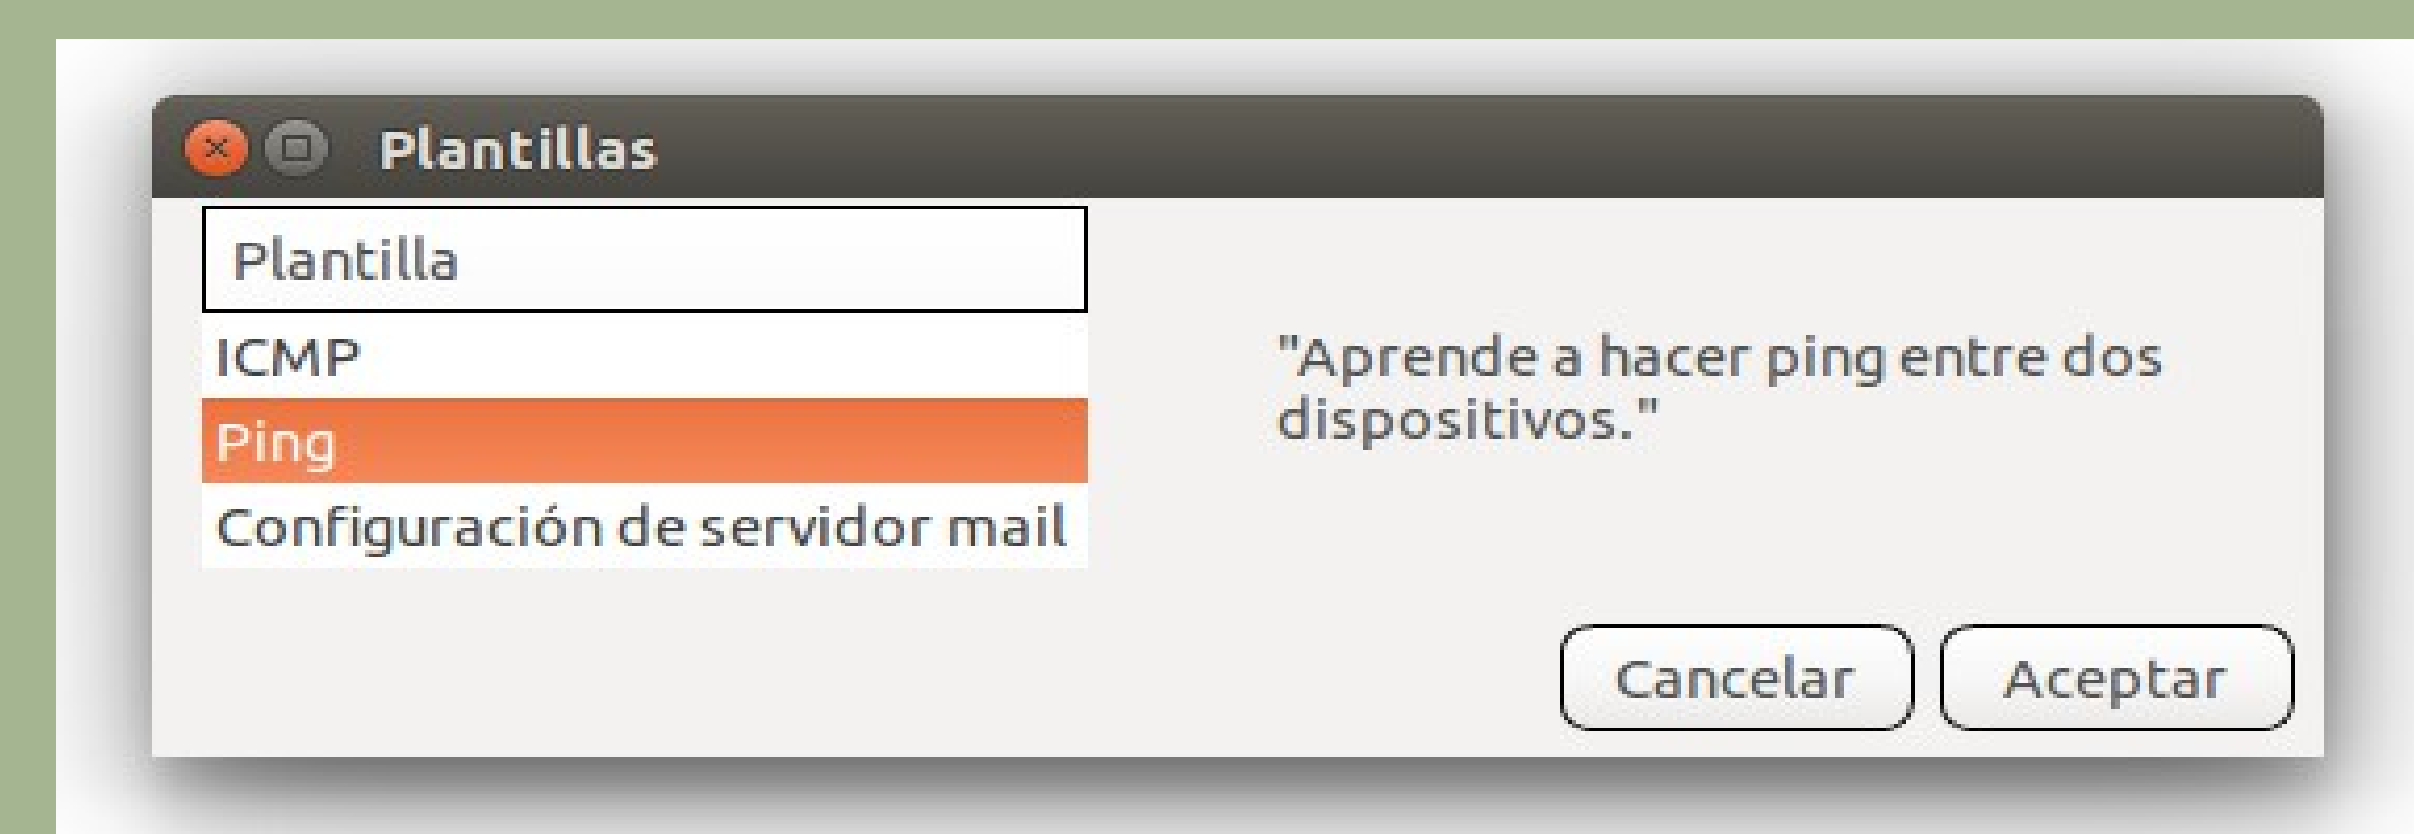 Plantillas
Plantilla
ICMP
Ping
Configuración de servidor mail
"Aprende a hacer ping entre dos
dispositivos."
Cancelar
Aceptar